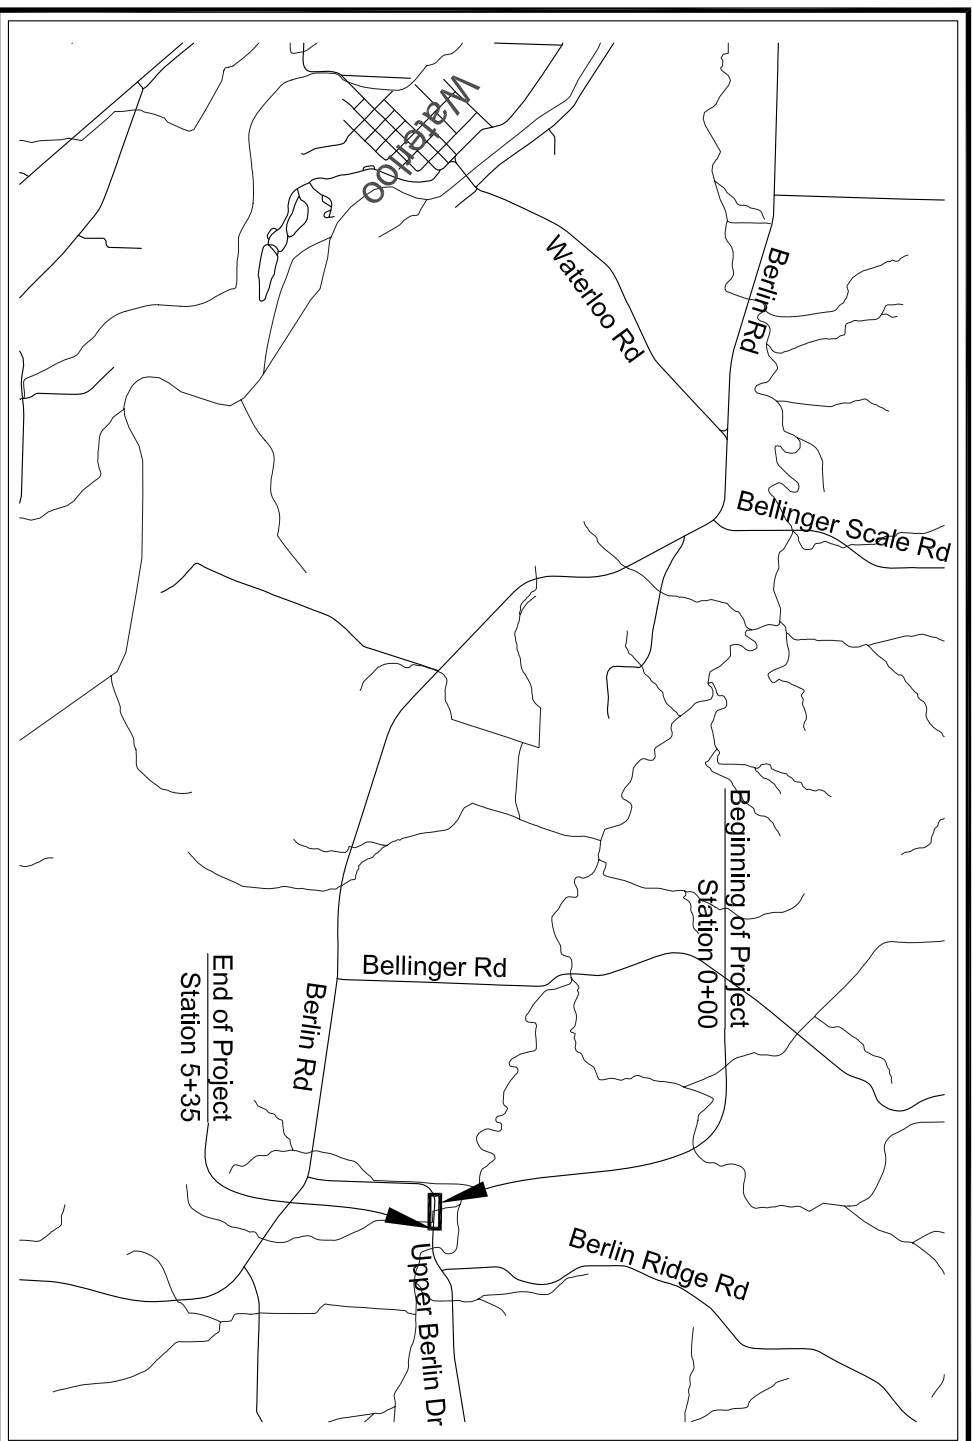 Waterloo
Waterloo Rd
Berlin Rd
Bellinger Scale Rd
Beginning of Project
Station 0+00
Bellinger Rd
Berlin Rd
End of Project
Station 5+35
Berlin Ridge Rd
Upper Berlin Dr